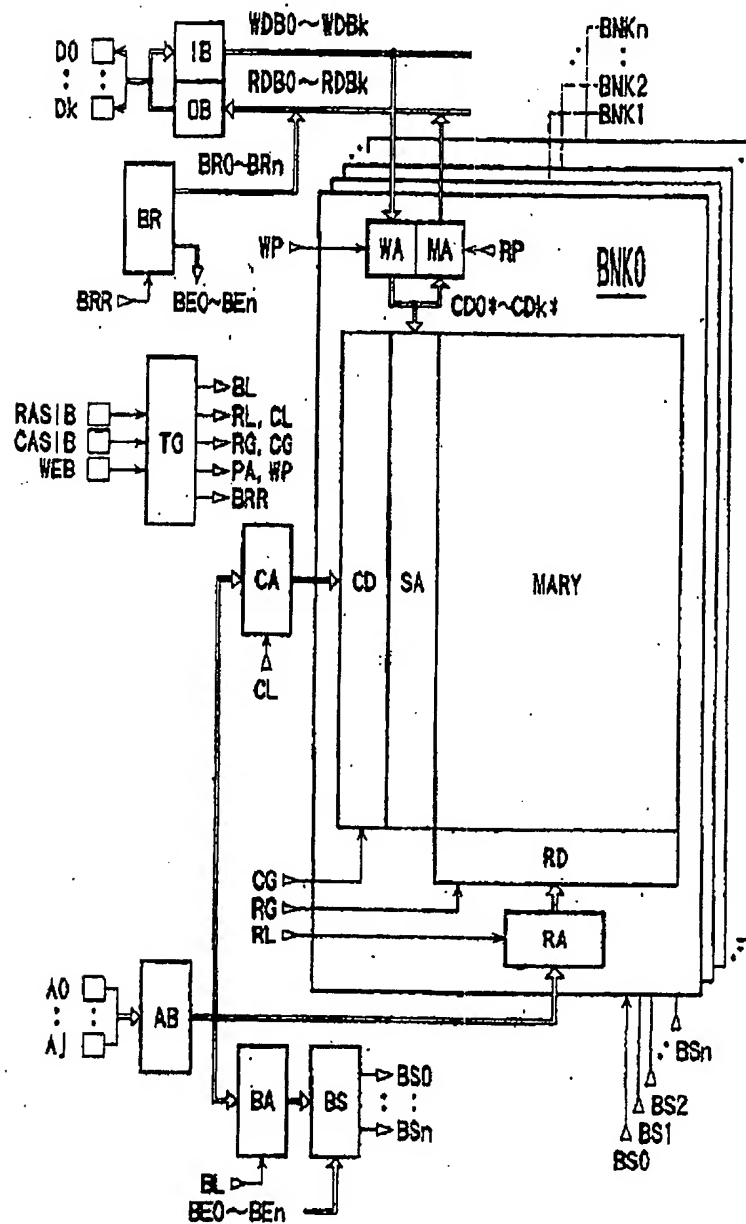 WDB0~WDBk
BNKn
D0
IB
RDB0~RDBk
BNK2
Dk
OB
BNK1
BR0~BRn
BR
WP
WA
MA
RP
BNK0
BRR
BE0~BEn
CD0*~CDk*
BL
RASIB
RL, CL
CASIB
TG
RG, CG
WEB
PA, WP
BRR
CA
CD
SA
MARY
CL
RD
CG
RG
RL
RA
A0
AB
Aj
BSn
BA
BS
BS0
BS2
BSn
BS1
BS0
BL
BE0~BEn